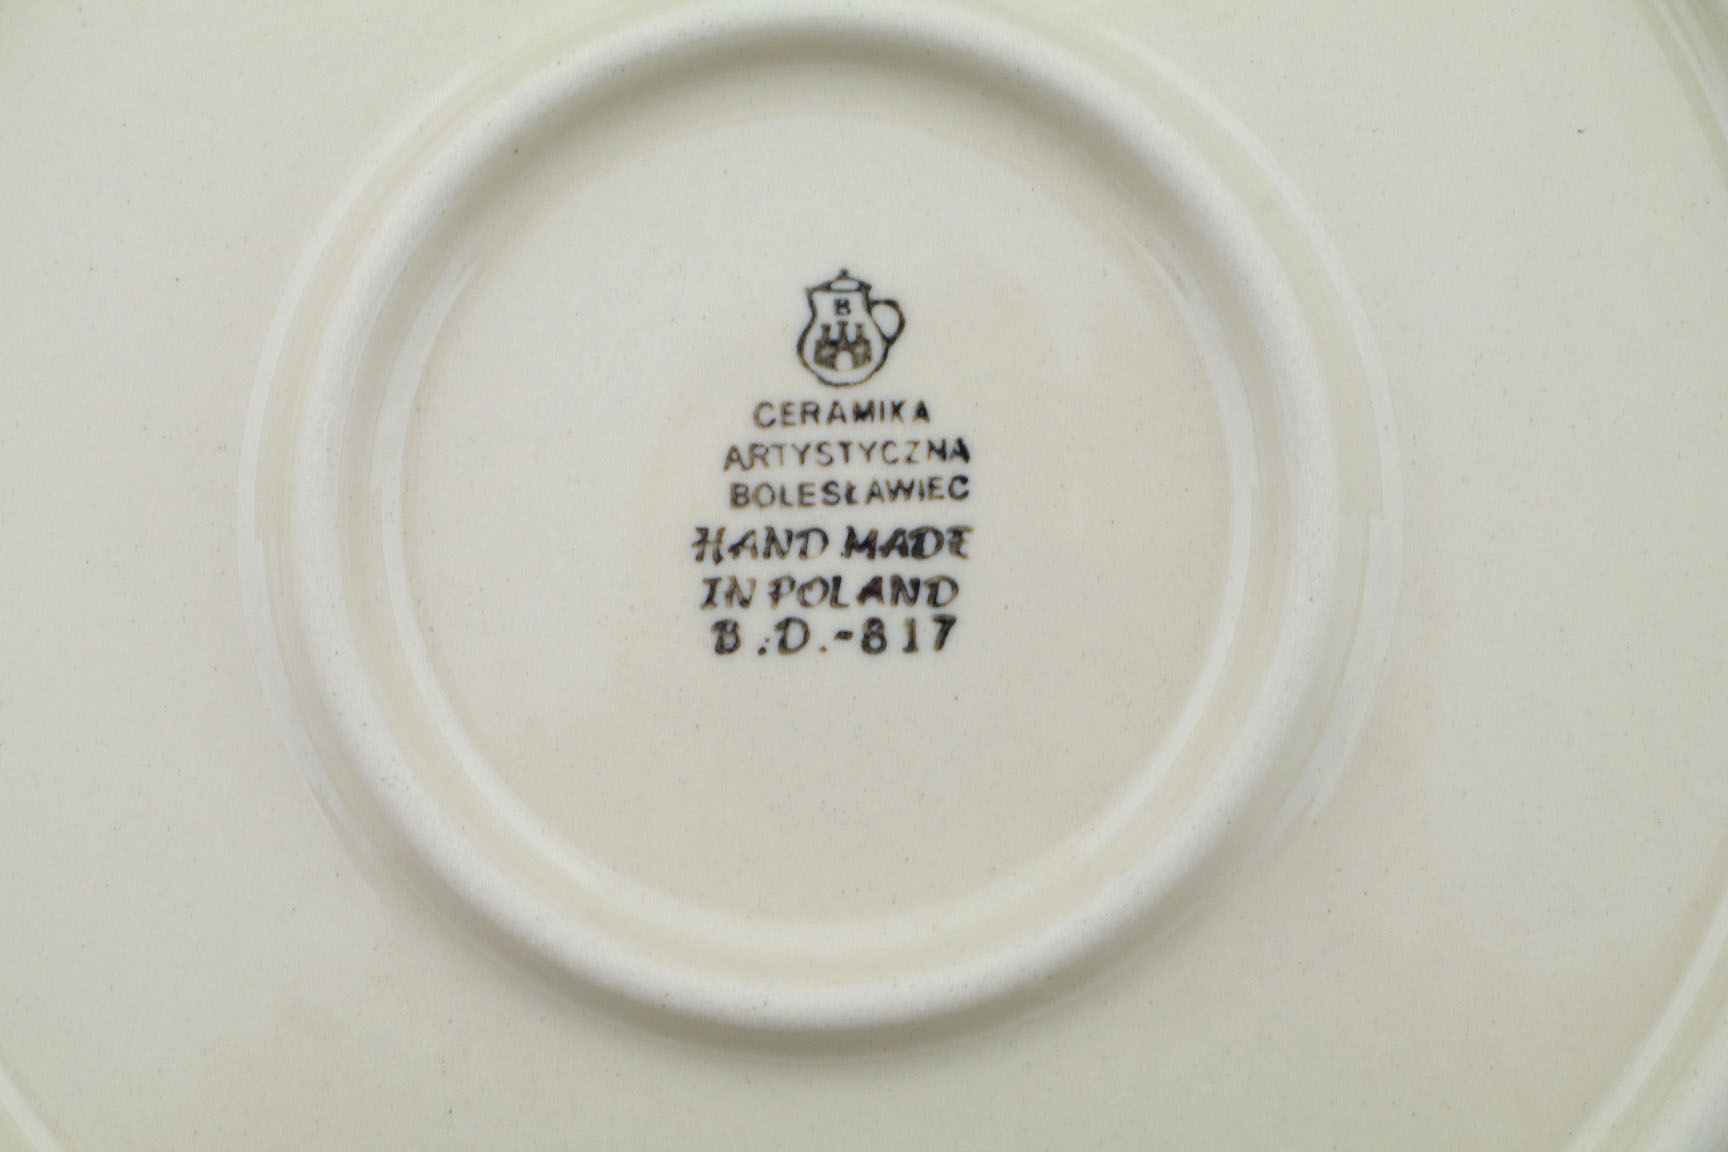 B
CERAMIKA
ARTYSTYCZNA
BOLESŁAWIEC
HAND MADE
IN POLAND
B.D.-817